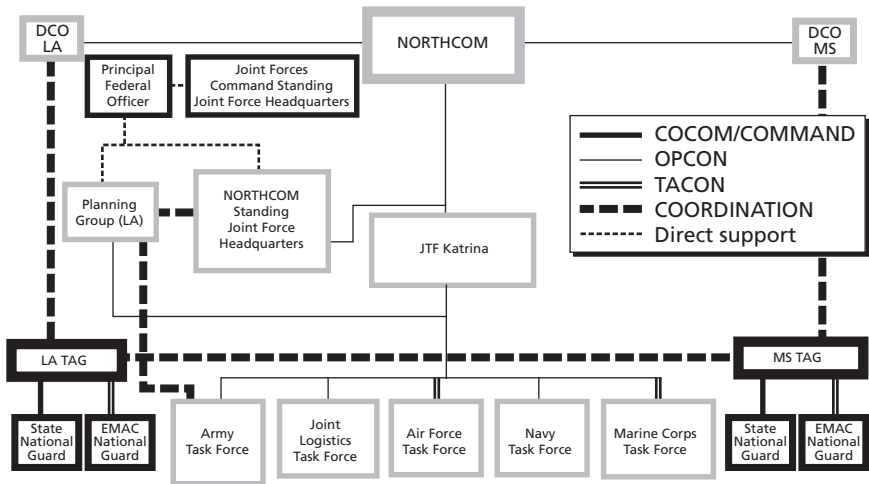 DCO
LA
NORTHCOM
DCO
MS
Principal
Federal
Officer
Joint Forces
Command Standing
Joint Force Headquarters
COCOM/COMMAND
OPCON
TACON
COORDINATION
Direct support
Planning
Group (LA)
NORTHCOM
Standing
Joint Force
Headquarters
JTF Katrina
LA TAG
MS TAG
State
National
Guard
EMAC
National
Guard
Army
Task Force
Joint
Logistics
Task Force
Air Force
Task Force
Navy
Task Force
Marine Corps
Task Force
State
National
Guard
EMAC
National
Guard